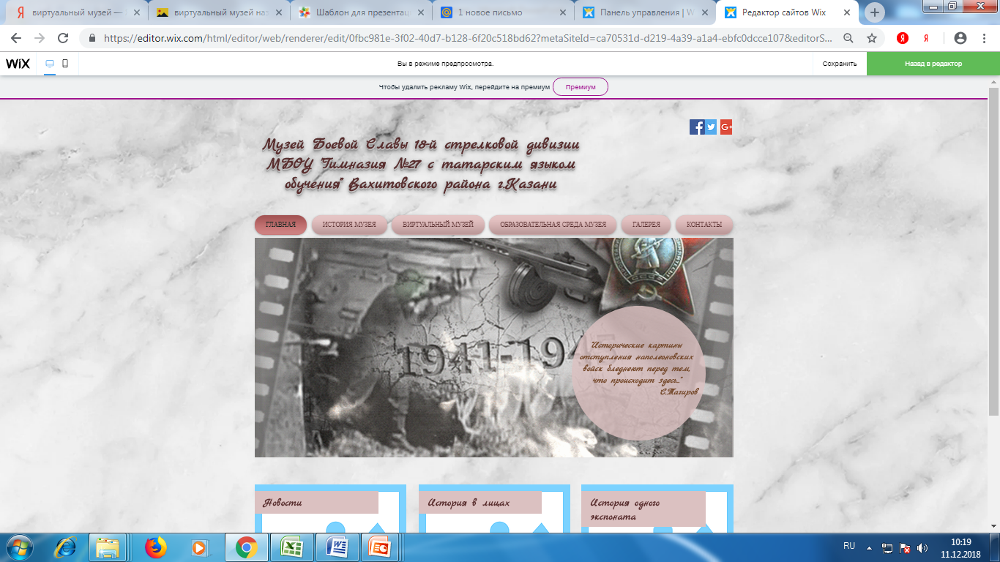 виртуальный музей —
виртуальный музей наз
Шаблон для презентац
1 новое письмо
Панель управления | W
Редактор сайтов Wix
https://editor.wix.com/html/editor/web/renderer/edit/0fbc981e-3f02-40d7-b128-6f20c518bd62?metaSiteId=ca70531d-d219-4a39-a1a4-ebfc0dcce107&editorS...
WiX
Вы в режиме предпросмотра.
Сохранить
Назад в редактор
Чтобы удалить рекламу Wix, перейдите на премиум
Премиум
Музей Боевой Славы 18-й стрелковой дивизии
МБОУ "Гимназия №27 с татарским языком
обучения" Вахитовского района г.Казани
ГЛАВНАЯ
ИСТОРИЯ МУЗЕЯ
ВИРТУАЛЬНЫЙ МУЗЕЙ
ОБРАЗОВАТЕЛЬНАЯ СРЕДА МУЗЕЯ
ГАЛЕРЕЯ
КОНТАКТЫ
1941-194
"Исторические картины
отступления наполеоновских
войск бледнеют перед тем,
что происходит здесь..."
С.Тагиров
Новости
История в лицах
История одного
экспоната
RU
10:19
11.12.2018